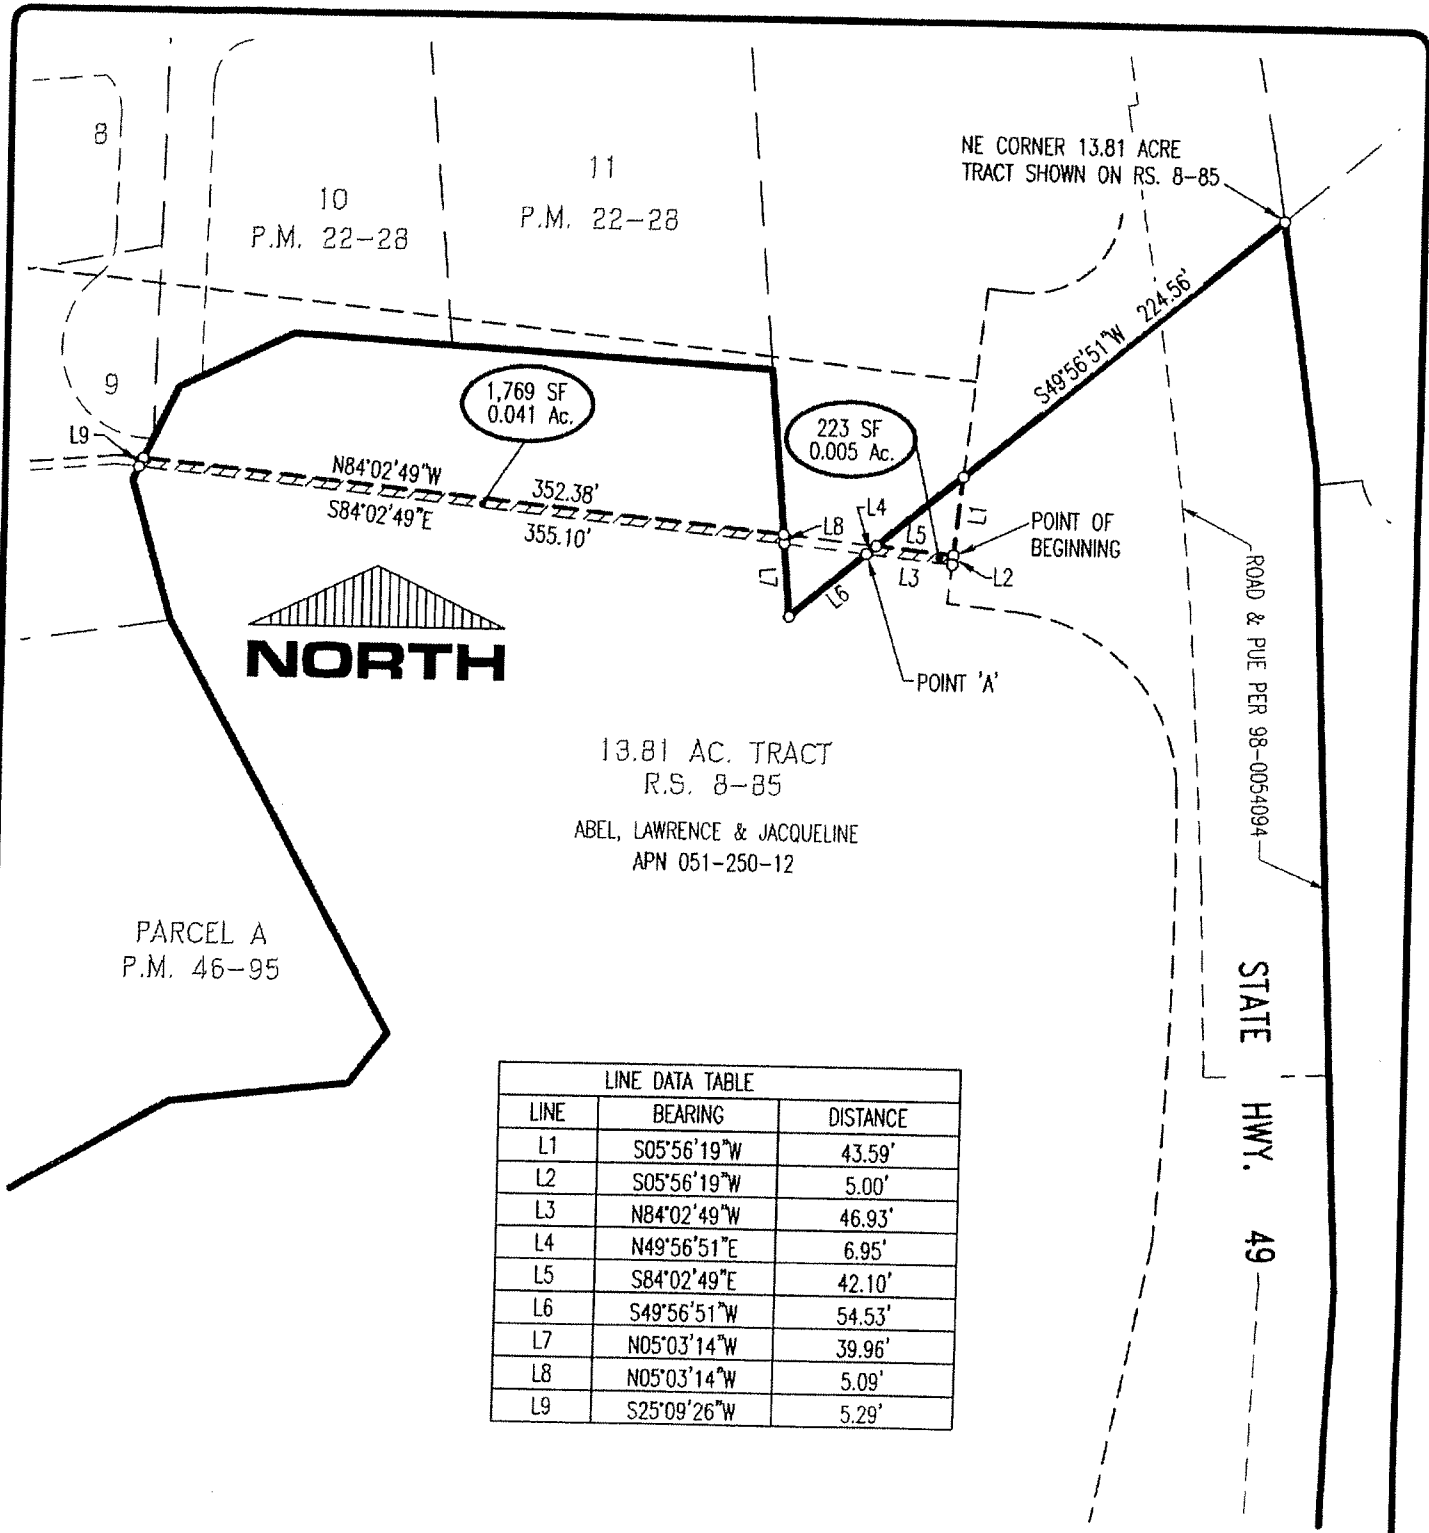 8
10
P.M. 22-28
11
P.M. 22-28
NE CORNER 13.81 ACRE
TRACT SHOWN ON RS. 8-85
9
L9
1,769 SF
0.041 Ac.
223 SF
0.005 Ac.
S49°56'51"W 224.56'
N84°02'49"W 352.38'
S84°02'49"E 355.10'
L8
L4
L5
L1
L3
L2
L7
L6
POINT OF
BEGINNING
POINT 'A'
NORTH
ROAD & PUE PER 98-0054094
13.81 AC. TRACT
R.S. 8-85
ABEL, LAWRENCE & JACQUELINE
APN 051-250-12
PARCEL A
P.M. 46-95
STATE HWY. 49
LINE DATA TABLE
LINE BEARING DISTANCE
L1 S05°56'19"W 43.59'
L2 S05°56'19"W 5.00'
L3 N84°02'49"W 46.93'
L4 N49°56'51"E 6.95'
L5 S84°02'49"E 42.10'
L6 S49°56'51"W 54.53'
L7 N05°03'14"W 39.96'
L8 N05°03'14"W 5.09'
L9 S25°09'26"W 5.29'